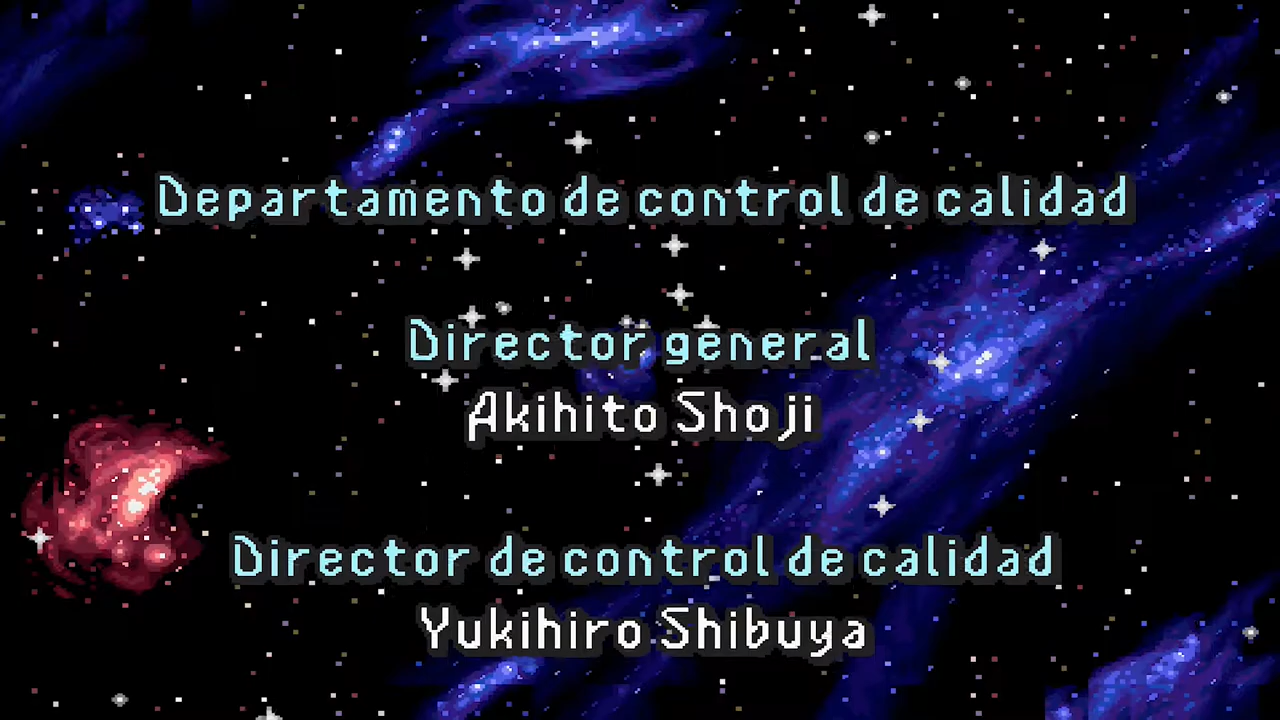 Departamento de control de calidad
Director general
Akihito Shoji
Director de control de calidad
Yukihiro Shibuya